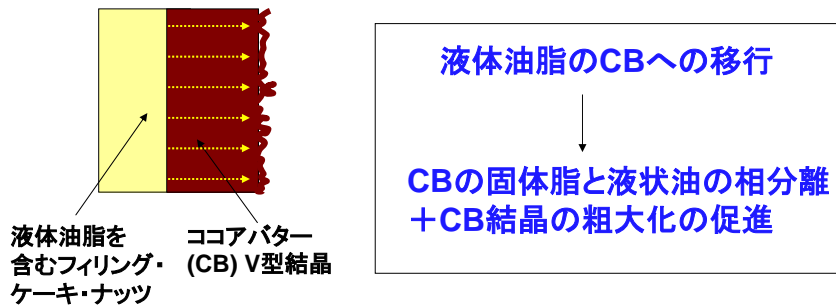 液体油脂のCBへの移行
CBの固体脂と液状油の相分離
＋CB結晶の粗大化の促進
液体油脂を
含むフィリング・
ケーキ・ナッツ
ココアバター
(CB) V型結晶